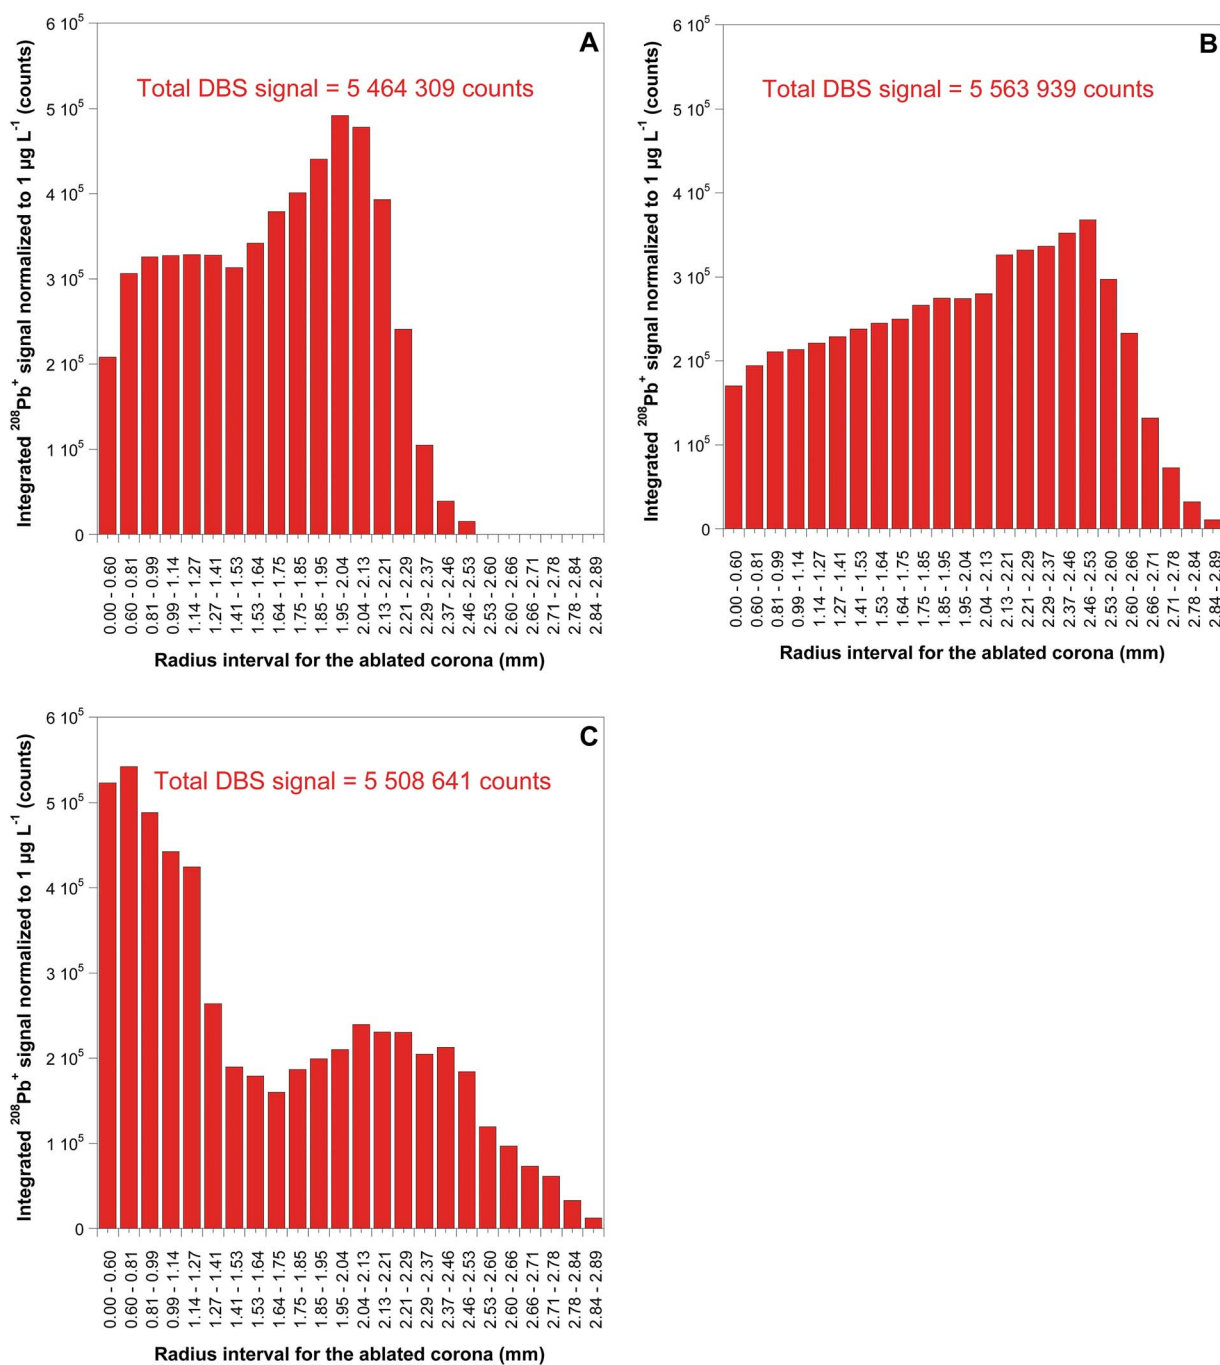 A
Total DBS signal = 5 464 309 counts
Integrated ²⁰⁸Pb⁺ signal normalized to 1 µg L⁻¹ (counts)
6 10⁵
5 10⁵
4 10⁵
3 10⁵
2 10⁵
1 10⁵
0
0.00 - 0.60
0.60 - 0.81
0.81 - 0.99
0.99 - 1.14
1.14 - 1.27
1.27 - 1.41
1.41 - 1.53
1.53 - 1.64
1.64 - 1.75
1.75 - 1.85
1.85 - 1.95
1.95 - 2.04
2.04 - 2.13
2.13 - 2.21
2.21 - 2.29
2.29 - 2.37
2.37 - 2.46
2.46 - 2.53
2.53 - 2.60
2.60 - 2.66
2.66 - 2.71
2.71 - 2.78
2.78 - 2.84
2.84 - 2.89
Radius interval for the ablated corona (mm)
B
Total DBS signal = 5 563 939 counts
Integrated ²⁰⁸Pb⁺ signal normalized to 1 µg L⁻¹ (counts)
6 10⁵
5 10⁵
4 10⁵
3 10⁵
2 10⁵
1 10⁵
0
0.00 - 0.60
0.60 - 0.81
0.81 - 0.99
0.99 - 1.14
1.14 - 1.27
1.27 - 1.41
1.41 - 1.53
1.53 - 1.64
1.64 - 1.75
1.75 - 1.85
1.85 - 1.95
1.95 - 2.04
2.04 - 2.13
2.13 - 2.21
2.21 - 2.29
2.29 - 2.37
2.37 - 2.46
2.46 - 2.53
2.53 - 2.60
2.60 - 2.66
2.66 - 2.71
2.71 - 2.78
2.78 - 2.84
2.84 - 2.89
Radius interval for the ablated corona (mm)
C
Total DBS signal = 5 508 641 counts
Integrated ²⁰⁸Pb⁺ signal normalized to 1 µg L⁻¹ (counts)
6 10⁵
5 10⁵
4 10⁵
3 10⁵
2 10⁵
1 10⁵
0
0.00 - 0.60
0.60 - 0.81
0.81 - 0.99
0.99 - 1.14
1.14 - 1.27
1.27 - 1.41
1.41 - 1.53
1.53 - 1.64
1.64 - 1.75
1.75 - 1.85
1.85 - 1.95
1.95 - 2.04
2.04 - 2.13
2.13 - 2.21
2.21 - 2.29
2.29 - 2.37
2.37 - 2.46
2.46 - 2.53
2.53 - 2.60
2.60 - 2.66
2.66 - 2.71
2.71 - 2.78
2.78 - 2.84
2.84 - 2.89
Radius interval for the ablated corona (mm)